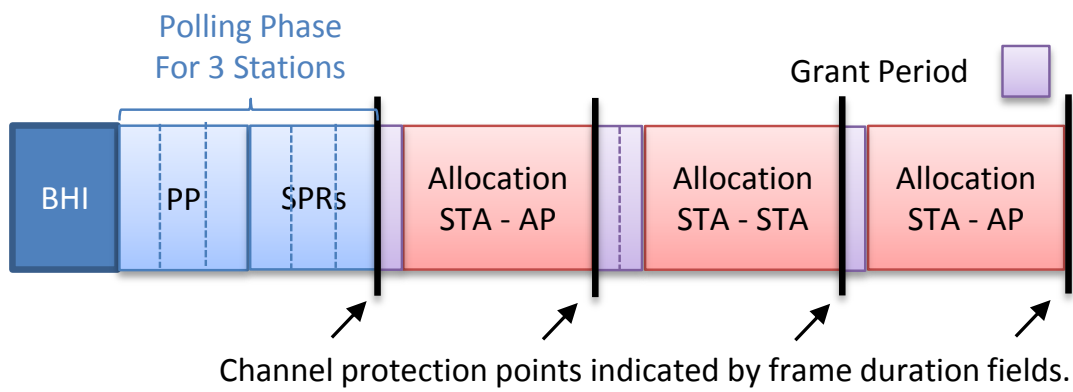 Polling Phase
For 3 Stations
Grant Period
BHI
PP
SPRs
Allocation
STA - AP
Allocation
STA - STA
Allocation
STA - AP
Channel protection points indicated by frame duration fields.